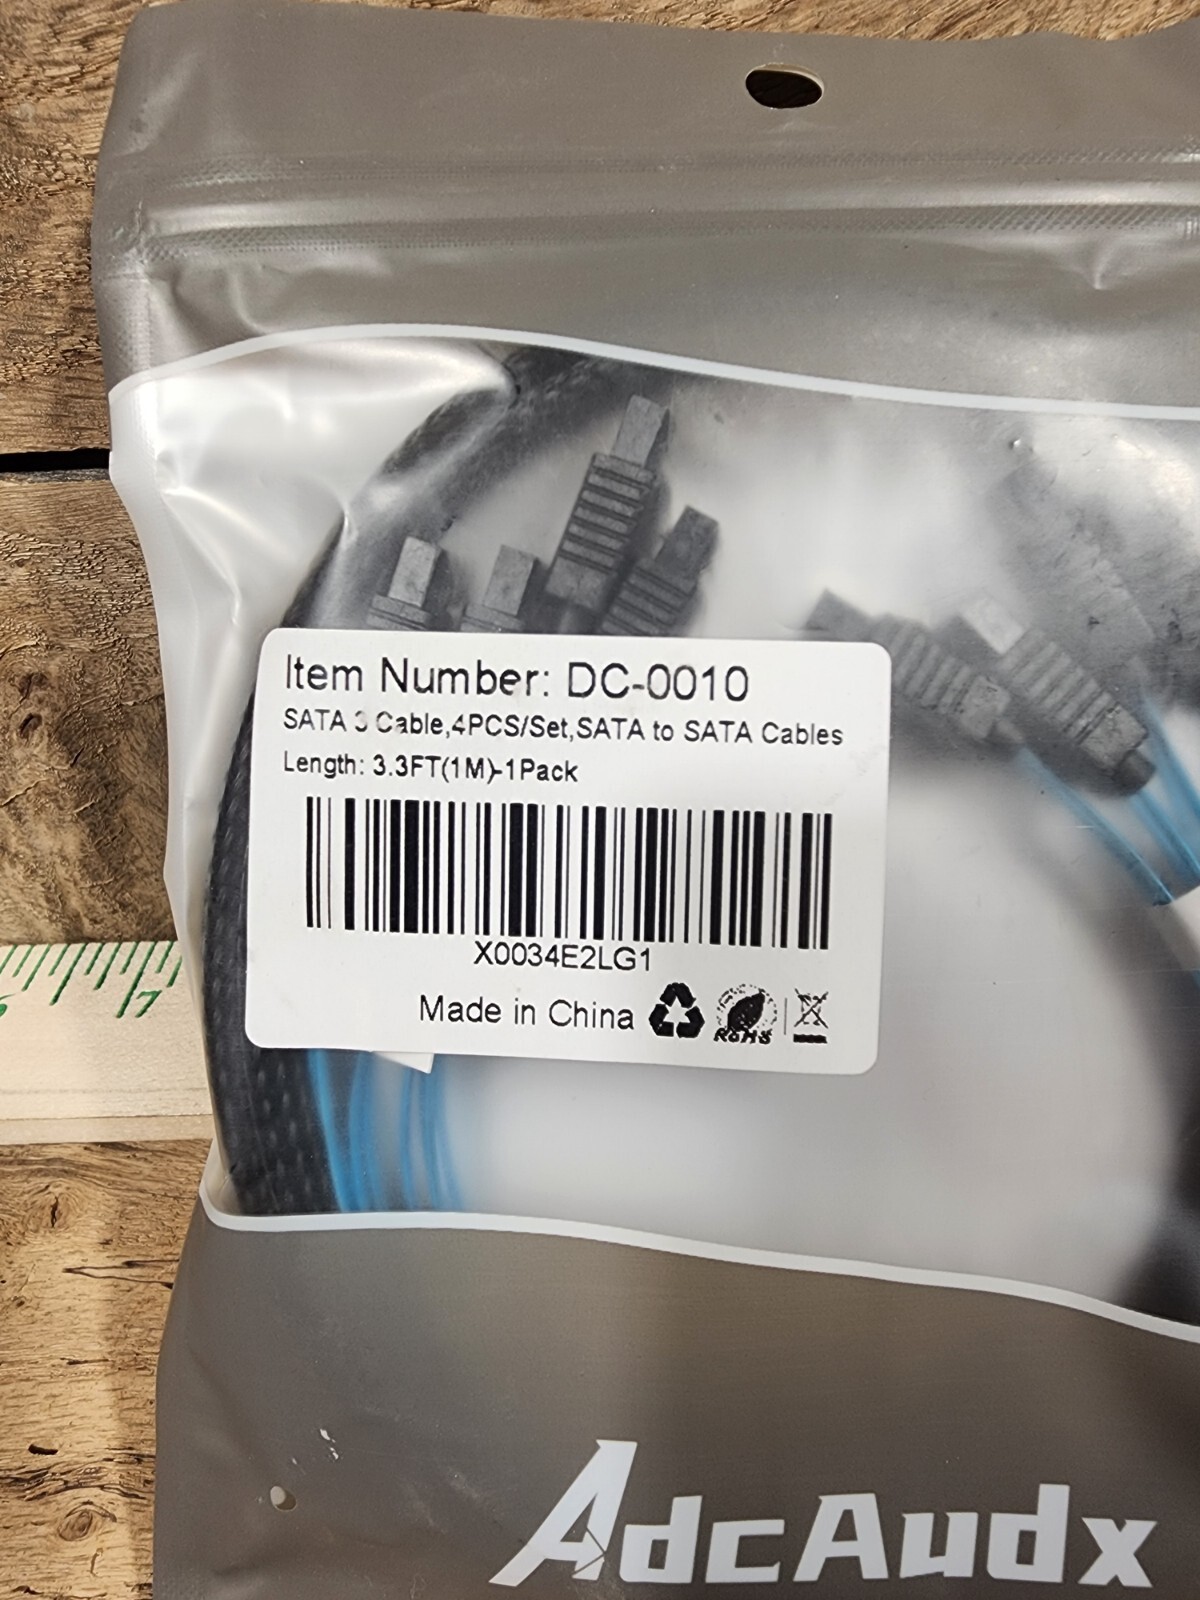 Item Number: DC-0010
SATA 3 Cable,4PCS/Set,SATA to SATA Cables
Length: 3.3FT(1M)-1Pack
X0034E2LG1
Made in China
RoHS
AdcAudx